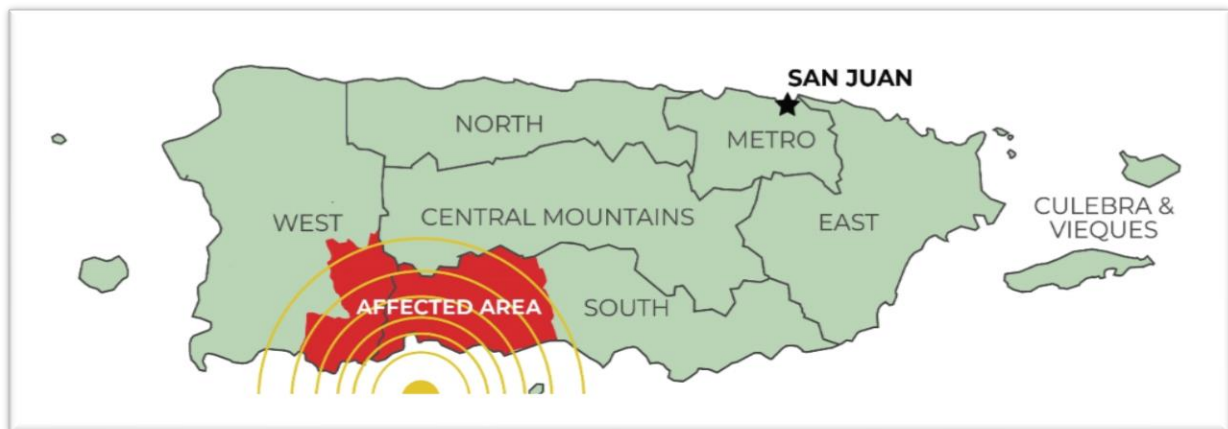 SAN JUAN
NORTH
METRO
WEST
CENTRAL MOUNTAINS
EAST
CULEBRA &
VIEQUES
AFFECTED AREA
SOUTH